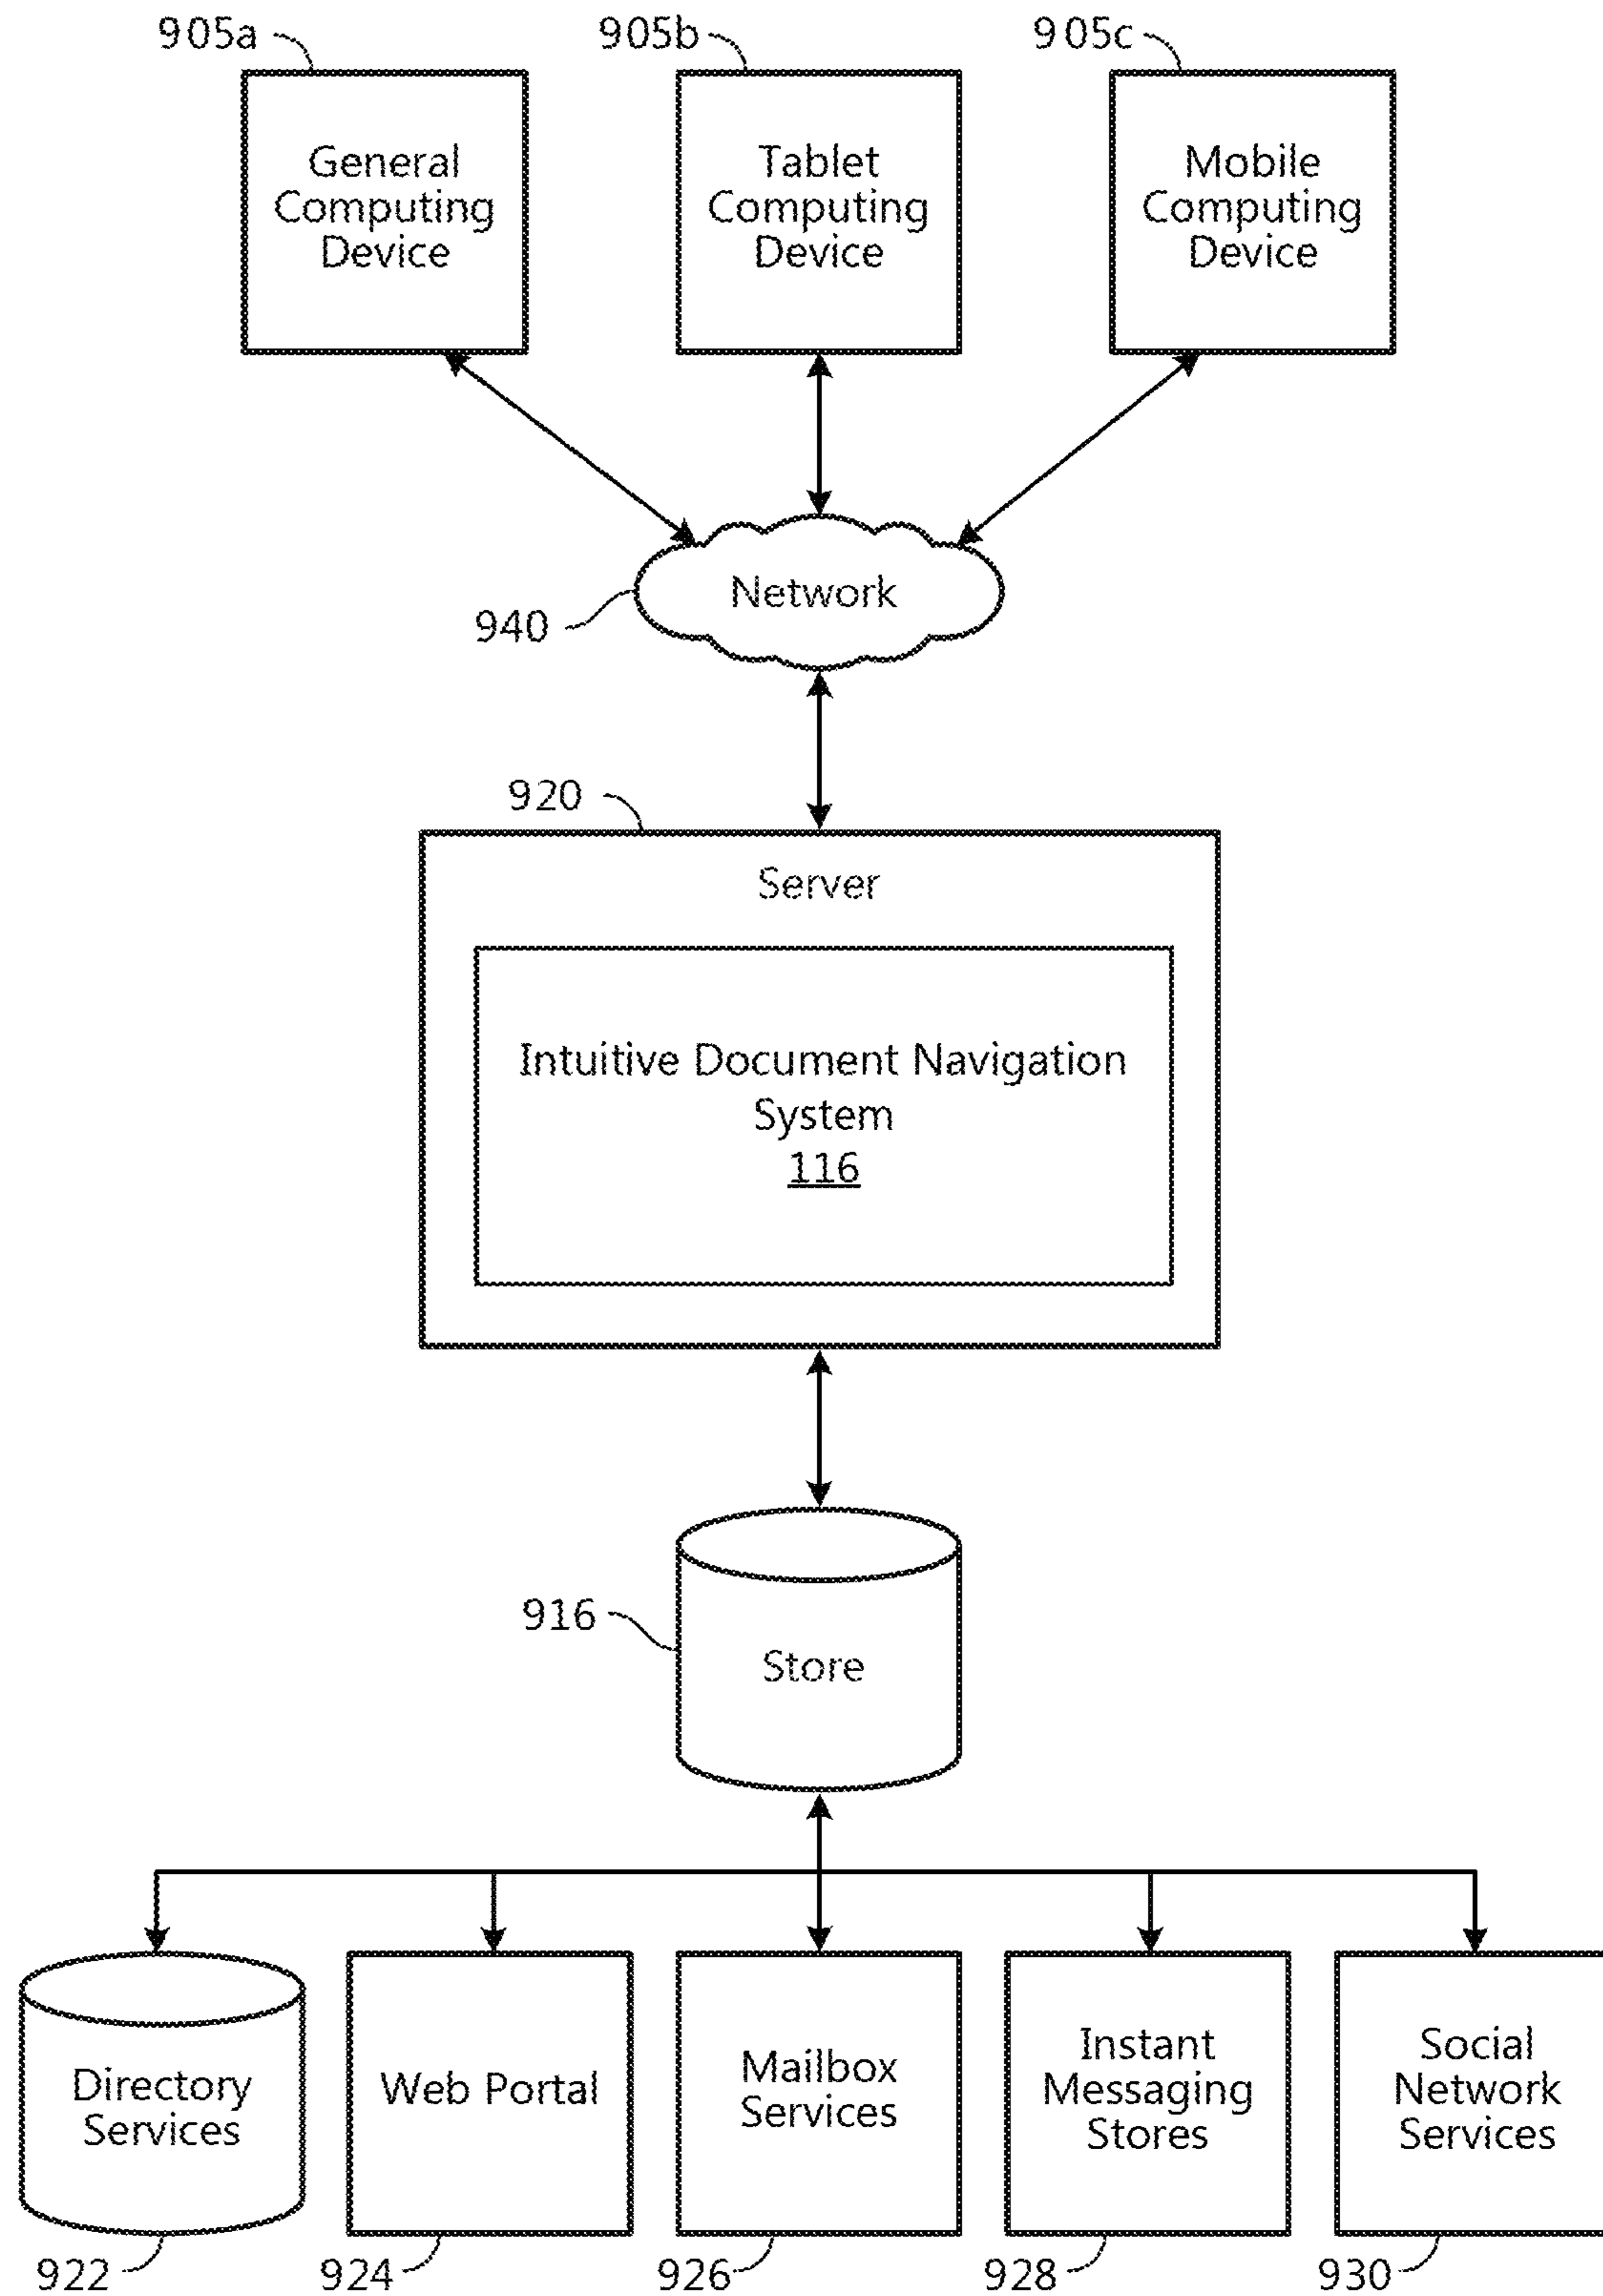 905a
905b
905c
General
Computing
Device
Tablet
Computing
Device
Mobile
Computing
Device
Network
940
920
Server
Intuitive Document Navigation
System
116
916
Store
Directory
Services
Web Portal
Mailbox
Services
Instant
Messaging
Stores
Social
Network
Services
922
924
926
928
930